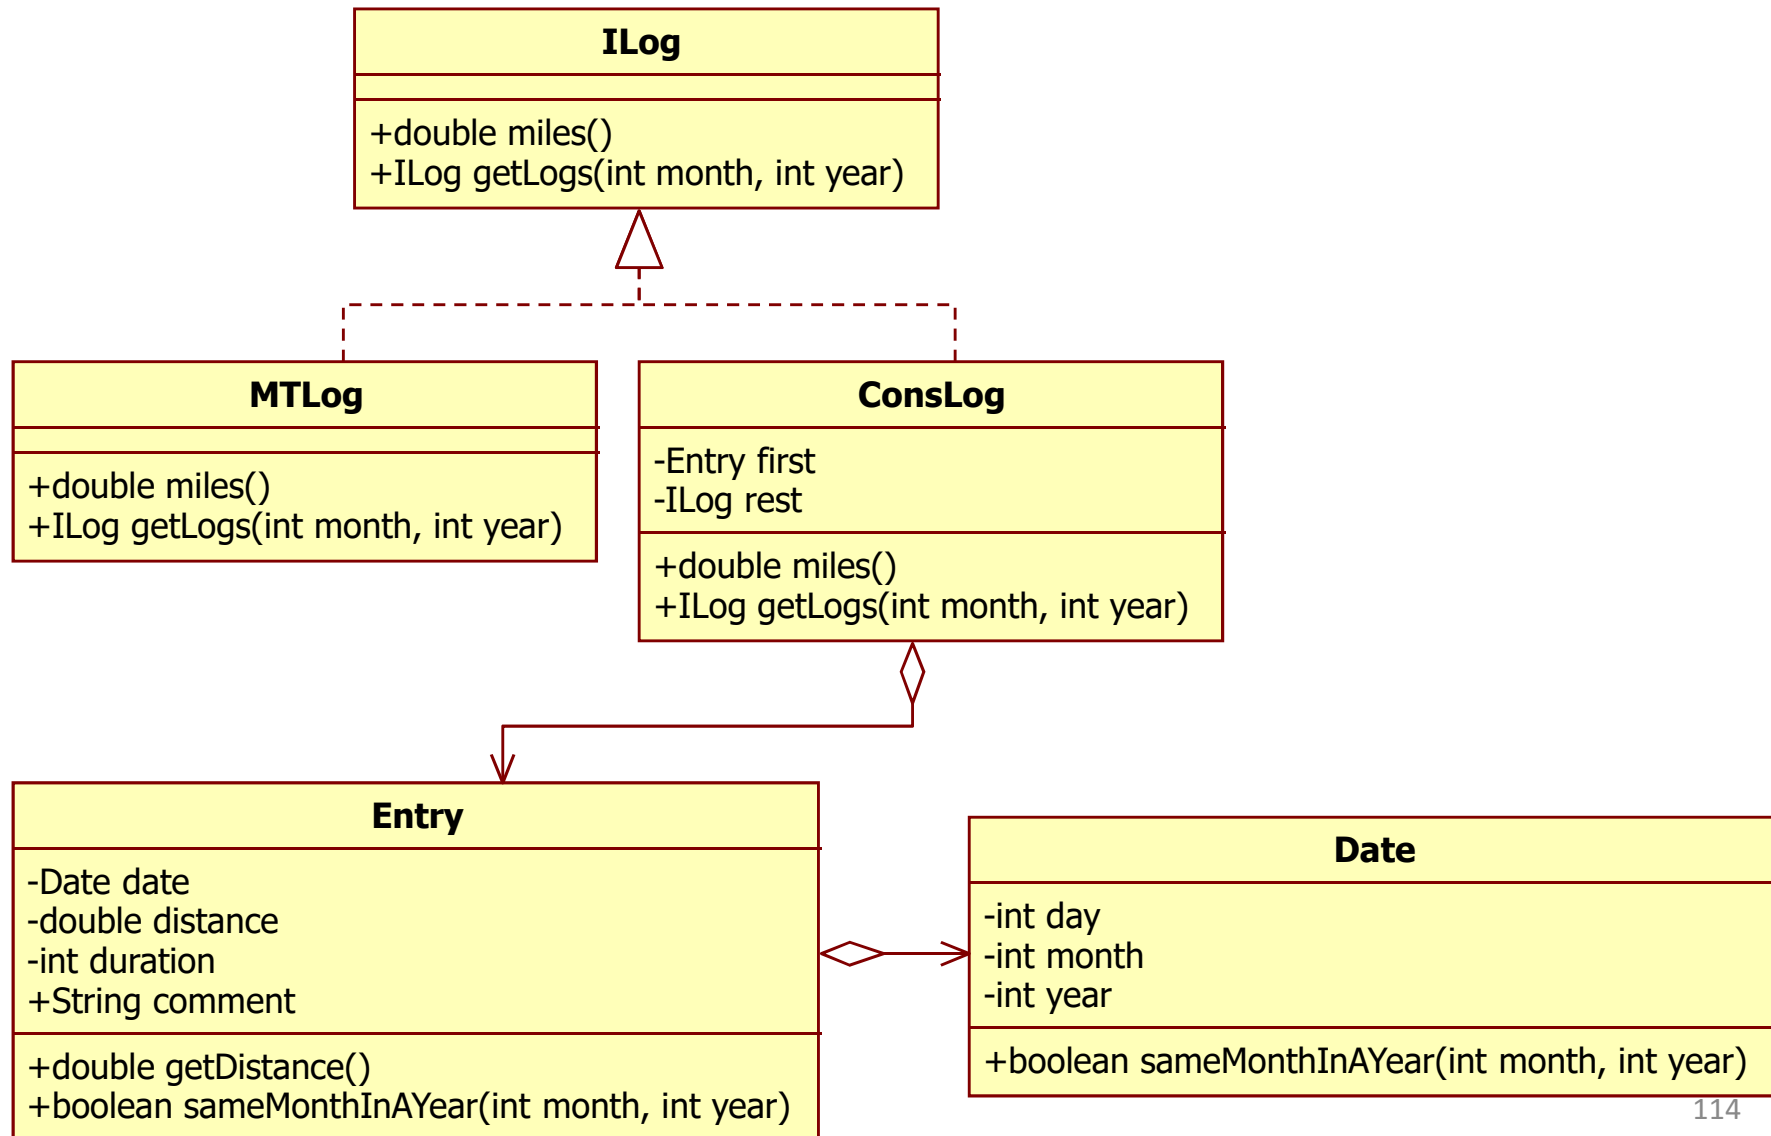 ILog
+double miles()
+ILog getLogs(int month, int year)
MTLog
+double miles()
+ILog getLogs(int month, int year)
ConsLog
-Entry first
-ILog rest
+double miles()
+ILog getLogs(int month, int year)
Entry
-Date date
-double distance
-int duration
+String comment
+double getDistance()
+boolean sameMonthInAYear(int month, int year)
Date
-int day
-int month
-int year
+boolean sameMonthInAYear(int month, int year)
114